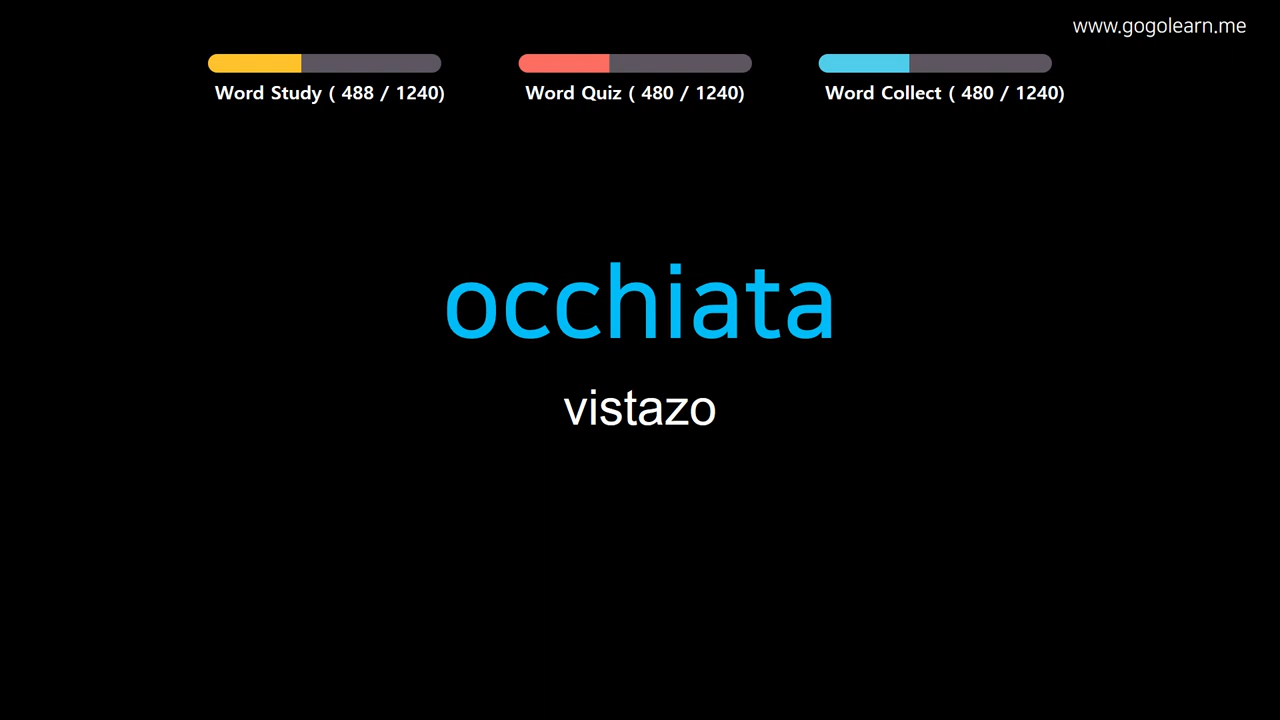 www.gogolearn.me
Word Study ( 488 / 1240)
Word Quiz ( 480 / 1240)
Word Collect ( 480 / 1240)
occhiata
vistazo